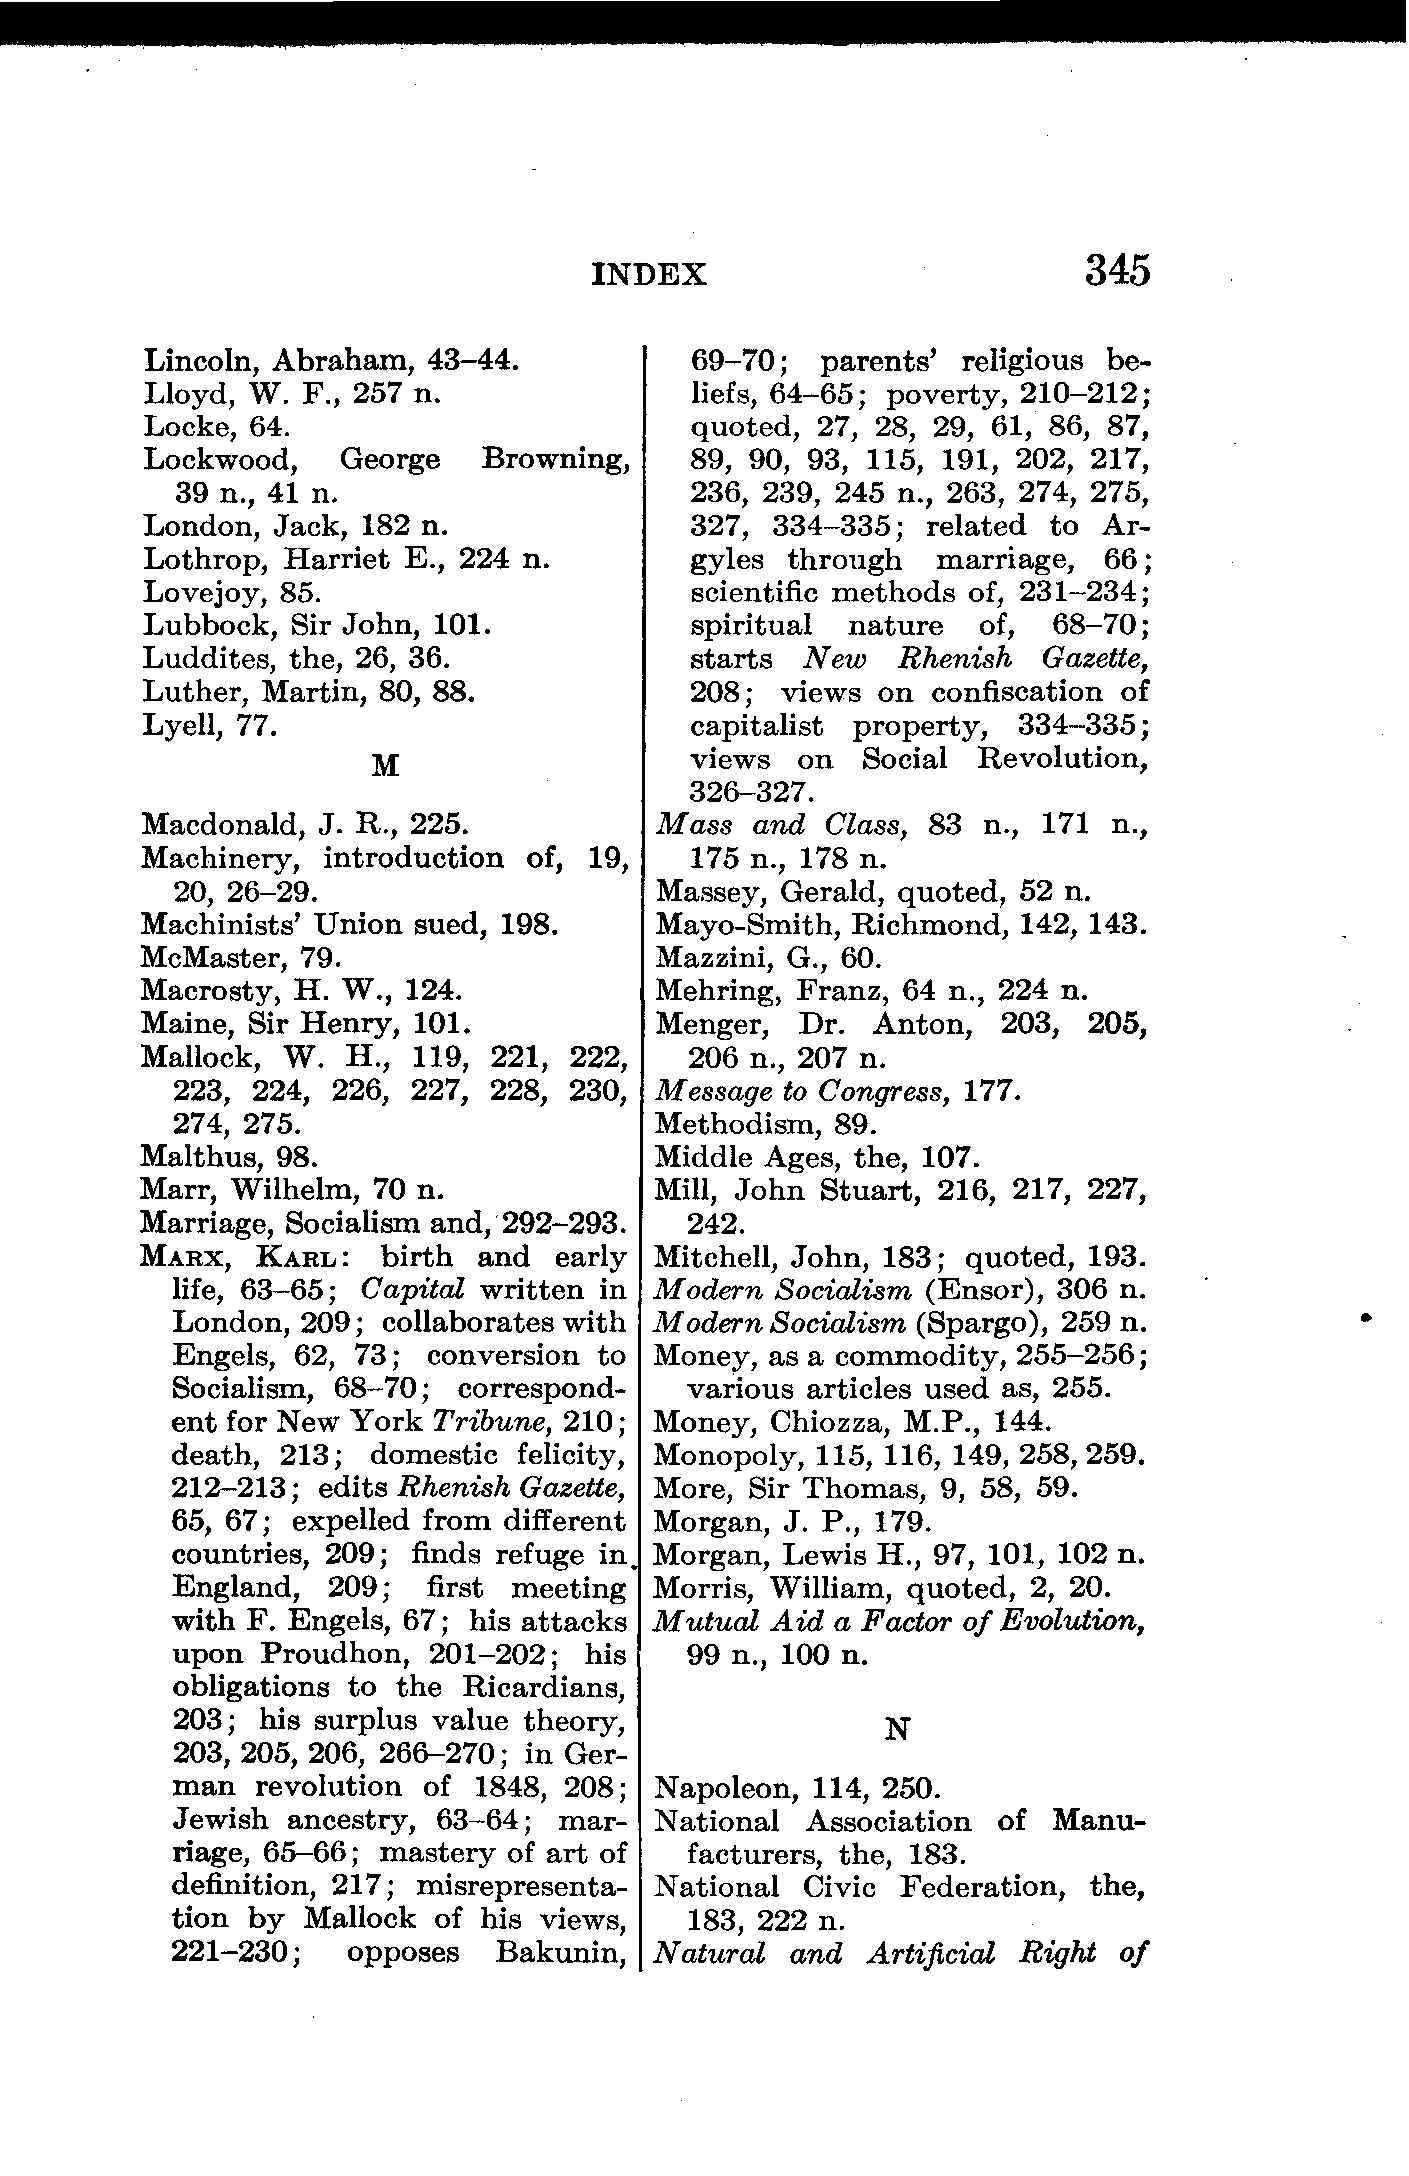 INDEX 345
Lincoln, Abraham, 43–44.
Lloyd, W. F., 257 n.
Locke, 64.
Lockwood, George Browning,
39 n., 41 n.
London, Jack, 182 n.
Lothrop, Harriet E., 224 n.
Lovejoy, 85.
Lubbock, Sir John, 101.
Luddites, the, 26, 36.
Luther, Martin, 80, 88.
Lyell, 77.
M
Macdonald, J. R., 225.
Machinery, introduction of, 19,
20, 26–29.
Machinists' Union sued, 198.
McMaster, 79.
Macrosty, H. W., 124.
Maine, Sir Henry, 101.
Mallock, W. H., 119, 221, 222,
223, 224, 226, 227, 228, 230,
274, 275.
Malthus, 98.
Marr, Wilhelm, 70 n.
Marriage, Socialism and, 292–293.
MARX, KARL: birth and early
life, 63–65; Capital written in
London, 209; collaborates with
Engels, 62, 73; conversion to
Socialism, 68–70; correspond-
ent for New York Tribune, 210;
death, 213; domestic felicity,
212–213; edits Rhenish Gazette,
65, 67; expelled from different
countries, 209; finds refuge in
England, 209; first meeting
with F. Engels, 67; his attacks
upon Proudhon, 201–202; his
obligations to the Ricardians,
203; his surplus value theory,
203, 205, 206, 266–270; in Ger-
man revolution of 1848, 208;
Jewish ancestry, 63–64; mar-
riage, 65–66; mastery of art of
definition, 217; misrepresenta-
tion by Mallock of his views,
221–230; opposes Bakunin,
69–70; parents' religious be-
liefs, 64–65; poverty, 210–212;
quoted, 27, 28, 29, 61, 86, 87,
89, 90, 93, 115, 191, 202, 217,
236, 239, 245 n., 263, 274, 275,
327, 334–335; related to Ar-
gyles through marriage, 66;
scientific methods of, 231–234;
spiritual nature of, 68–70;
starts New Rhenish Gazette,
208; views on confiscation of
capitalist property, 334–335;
views on Social Revolution,
326–327.
Mass and Class, 83 n., 171 n.,
175 n., 178 n.
Massey, Gerald, quoted, 52 n.
Mayo-Smith, Richmond, 142, 143.
Mazzini, G., 60.
Mehring, Franz, 64 n., 224 n.
Menger, Dr. Anton, 203, 205,
206 n., 207 n.
Message to Congress, 177.
Methodism, 89.
Middle Ages, the, 107.
Mill, John Stuart, 216, 217, 227,
242.
Mitchell, John, 183; quoted, 193.
Modern Socialism (Ensor), 306 n.
Modern Socialism (Spargo), 259 n.
Money, as a commodity, 255–256;
various articles used as, 255.
Money, Chiozza, M.P., 144.
Monopoly, 115, 116, 149, 258, 259.
More, Sir Thomas, 9, 58, 59.
Morgan, J. P., 179.
Morgan, Lewis H., 97, 101, 102 n.
Morris, William, quoted, 2, 20.
Mutual Aid a Factor of Evolution,
99 n., 100 n.
N
Napoleon, 114, 250.
National Association of Manu-
facturers, the, 183.
National Civic Federation, the,
183, 222 n.
Natural and Artificial Right of